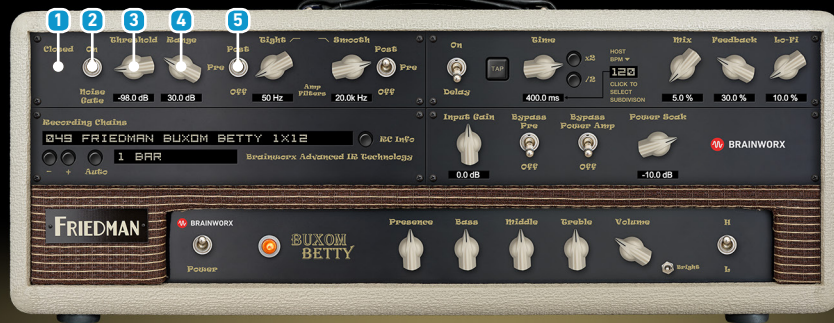 1 2 3 4 5
Closed On Threshold Range Post Tight Smooth Post
Pre Pre
Noise Gate Off Amp Filters Off
-98.0 dB 30.0 dB 50 Hz 20.0k Hz
On Time x2 HOST BPM Mix Feedback Lo-Fi
TAP /2 120
CLICK TO SELECT SUBDIVISON
Delay 400.0 ms 5.0 % 30.0 % 10.0 %
Recording Chains
049 FRIEDMAN BUXOM BETTY 1X12 RC Info
- + Auto 1 BAR Brainworx Advanced IR Technology
Input Gain Bypass Pre Bypass Power Amp Power Soak
BRAINWORX
0.0 dB Off Off -10.0 dB
FRIEDMAN
BRAINWORX Presence Bass Middle Treble Volume H
BUXOM BETTY
Power Bright L